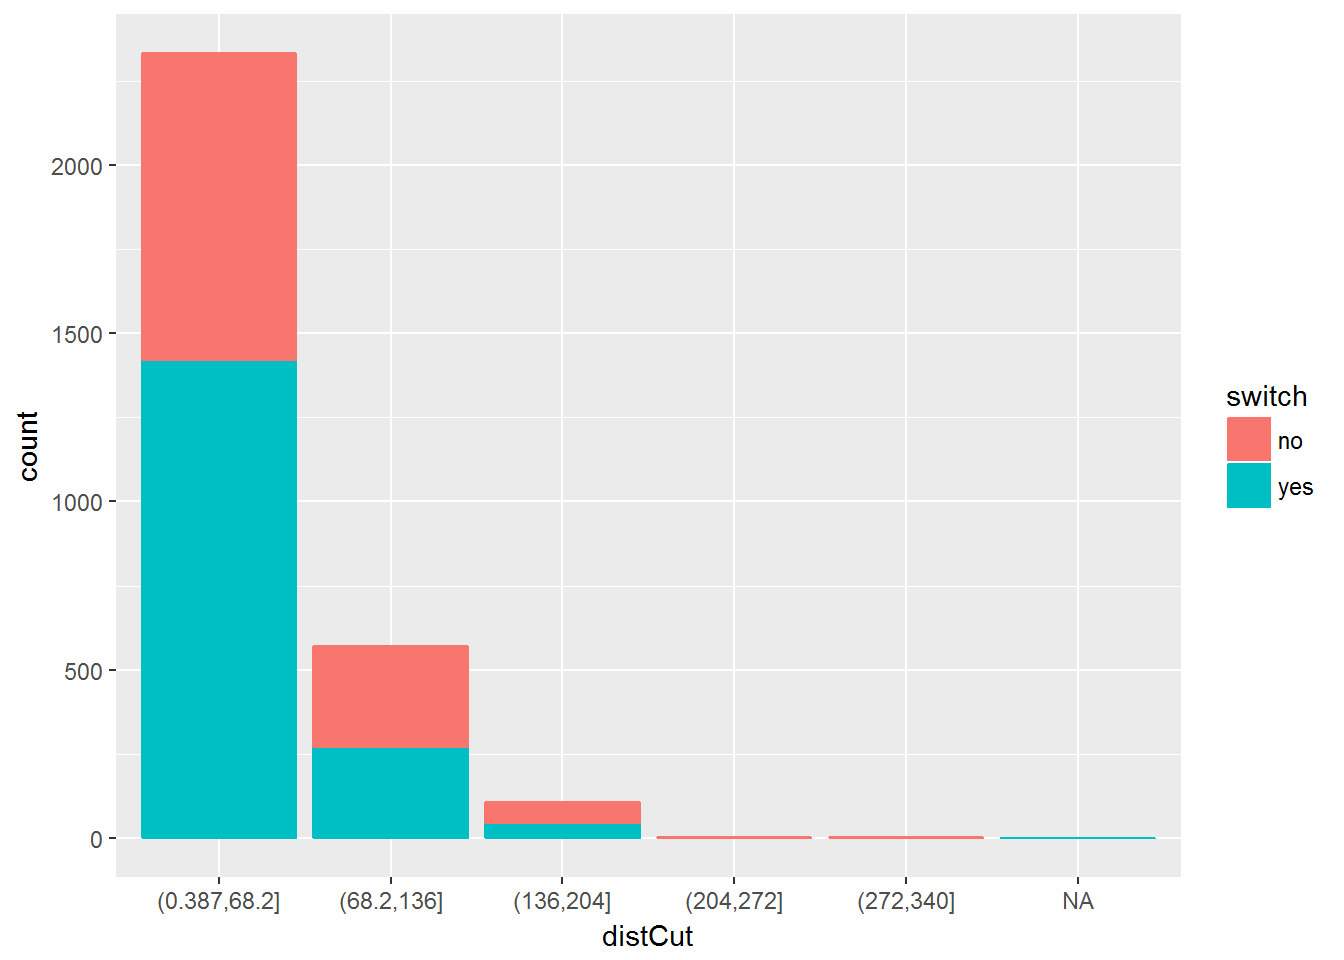 count
2000
1500
1000
500
0
(0.387,68.2] (68.2,136] (136,204] (204,272] (272,340] NA
distCut
switch
no
yes